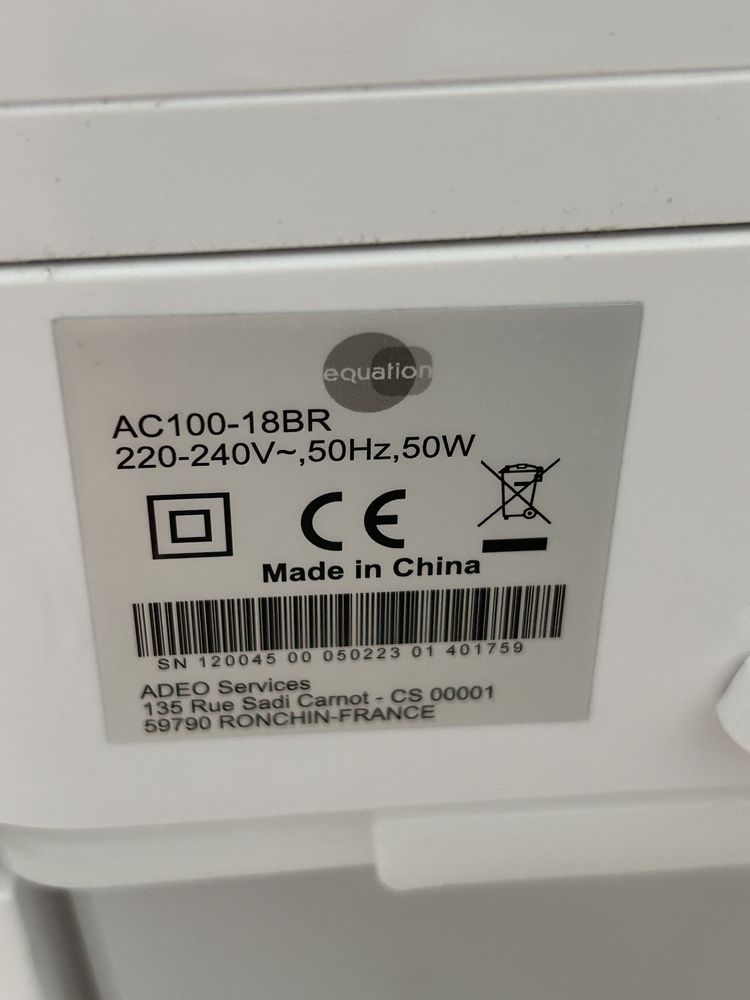 equation
AC100-18BR
220-240V~,50Hz,50W
CE
Made in China
SN 120045 00 050223 01 401759
ADEO Services
135 Rue Sadi Carnot - CS 00001
59790 RONCHIN-FRANCE